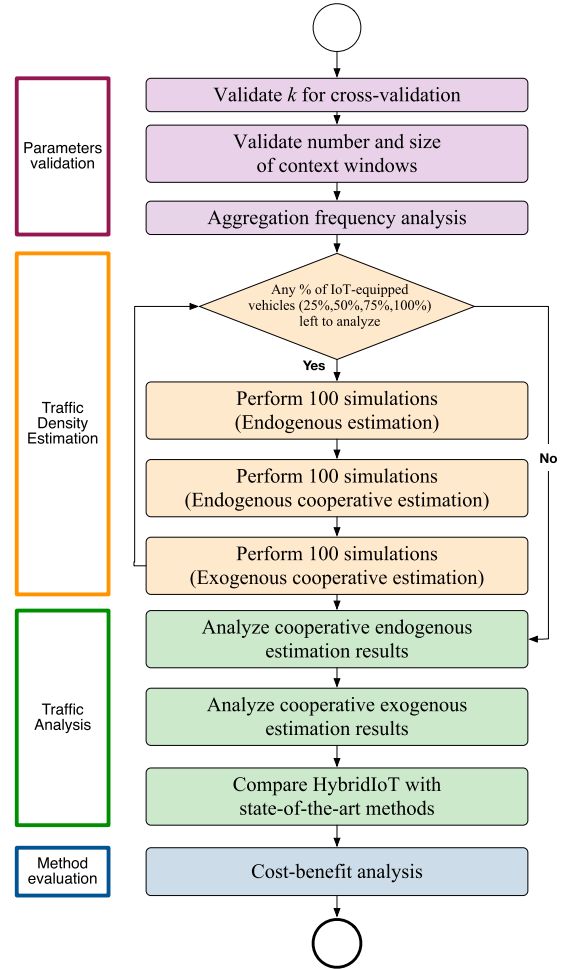 Parameters
validation
Validate k for cross-validation
Validate number and size
of context windows
Aggregation frequency analysis
Traffic
Density
Estimation
Any % of IoT-equipped
vehicles (25%,50%,75%,100%)
left to analyze
Yes
No
Perform 100 simulations
(Endogenous estimation)
Perform 100 simulations
(Endogenous cooperative estimation)
Perform 100 simulations
(Exogenous cooperative estimation)
Traffic
Analysis
Analyze cooperative endogenous
estimation results
Analyze cooperative exogenous
estimation results
Compare HybridIoT with
state-of-the-art methods
Method
evaluation
Cost-benefit analysis